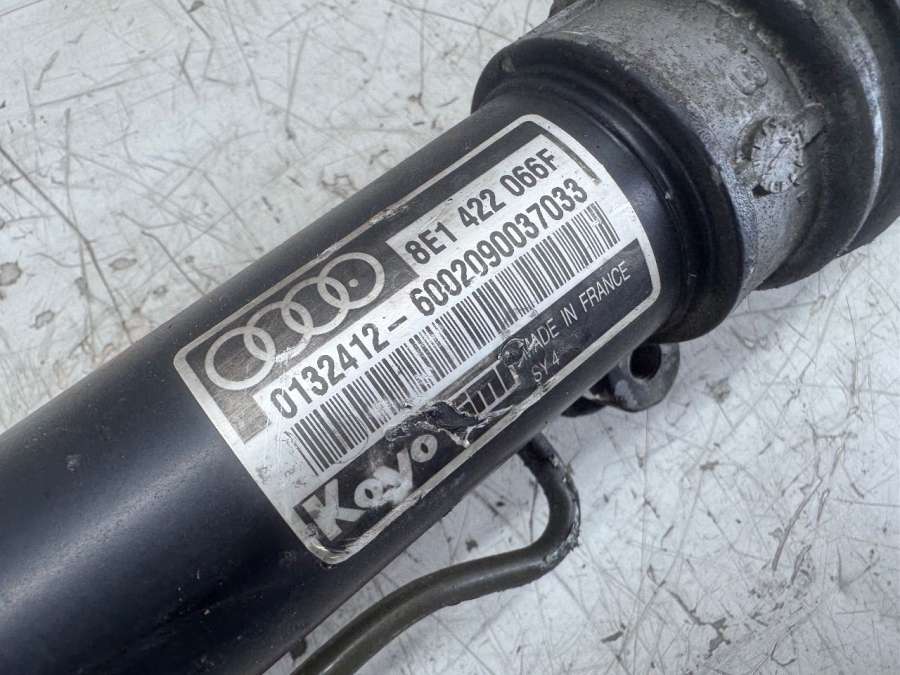 8E1 422 066F
0132412-6002090037033
MADE IN FRANCE
SY4
Koyo